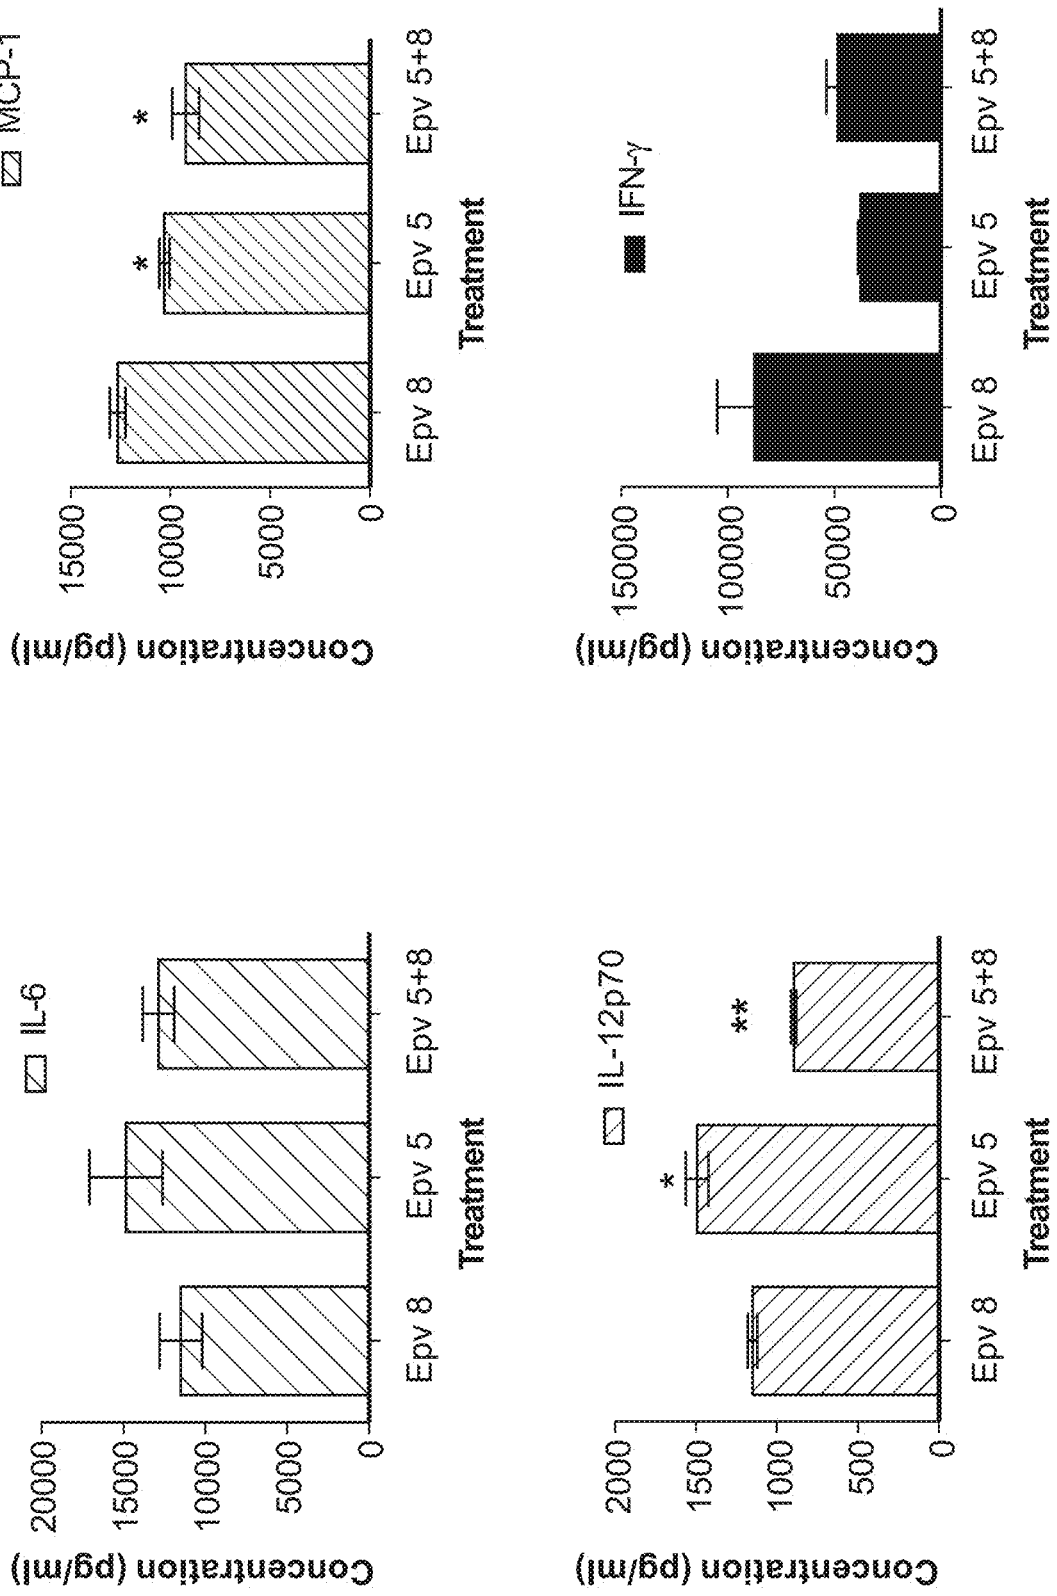 IL-6
20000
15000
10000
5000
0
Concentration (pg/ml)
Epv 8
Epv 5
Epv 5+8
Treatment
MCP-1
15000
10000
5000
0
Concentration (pg/ml)
*
*
Epv 8
Epv 5
Epv 5+8
Treatment
IL-12p70
2000
1500
1000
500
0
Concentration (pg/ml)
*
**
Epv 8
Epv 5
Epv 5+8
Treatment
IFN-γ
150000
100000
50000
0
Concentration (pg/ml)
Epv 8
Epv 5
Epv 5+8
Treatment